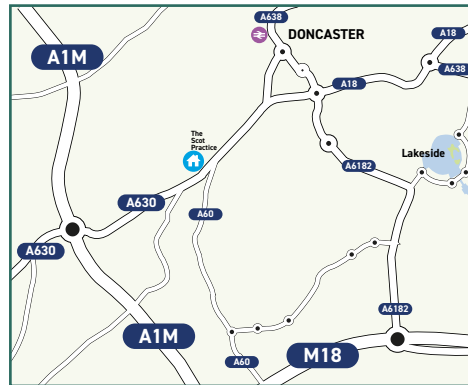 A638
DONCASTER
A18
A1M
A638
A18
The
Scot
Practice
Lakeside
A6182
A630
A60
A630
A6182
A1M
M18
A60